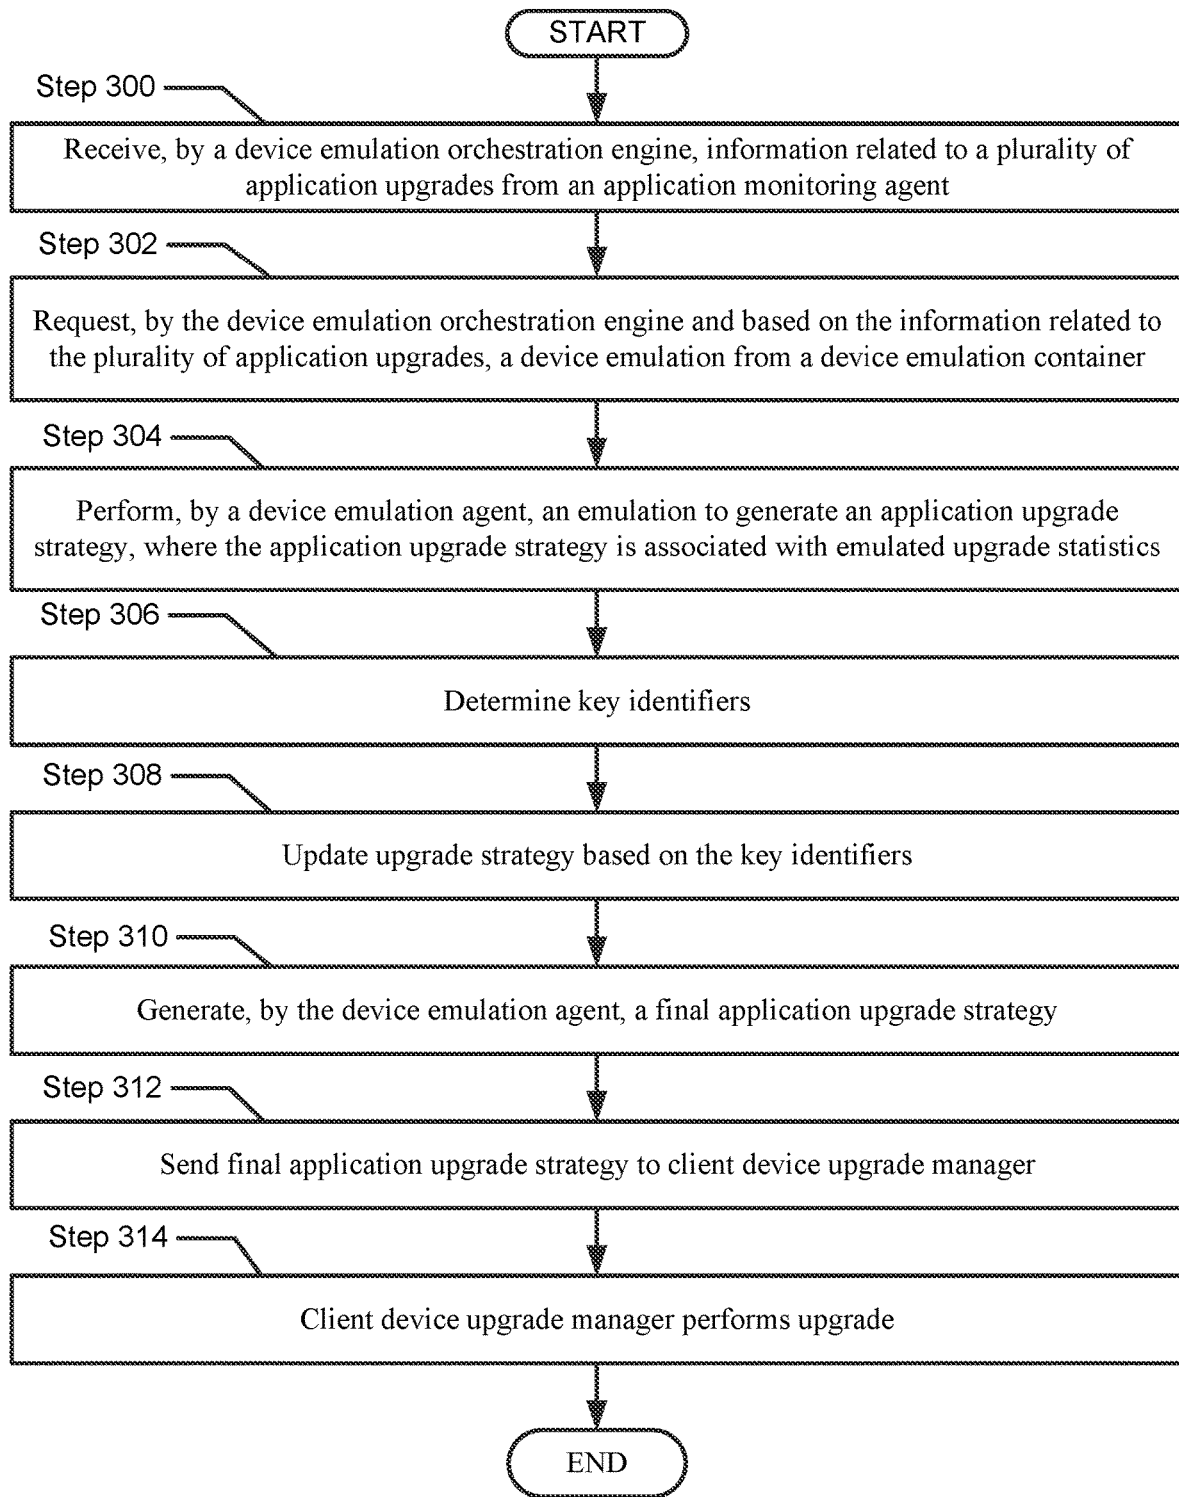 START
Step 300
Receive, by a device emulation orchestration engine, information related to a plurality of
application upgrades from an application monitoring agent
Step 302
Request, by the device emulation orchestration engine and based on the information related to
the plurality of application upgrades, a device emulation from a device emulation container
Step 304
Perform, by a device emulation agent, an emulation to generate an application upgrade
strategy, where the application upgrade strategy is associated with emulated upgrade statistics
Step 306
Determine key identifiers
Step 308
Update upgrade strategy based on the key identifiers
Step 310
Generate, by the device emulation agent, a final application upgrade strategy
Step 312
Send final application upgrade strategy to client device upgrade manager
Step 314
Client device upgrade manager performs upgrade
END